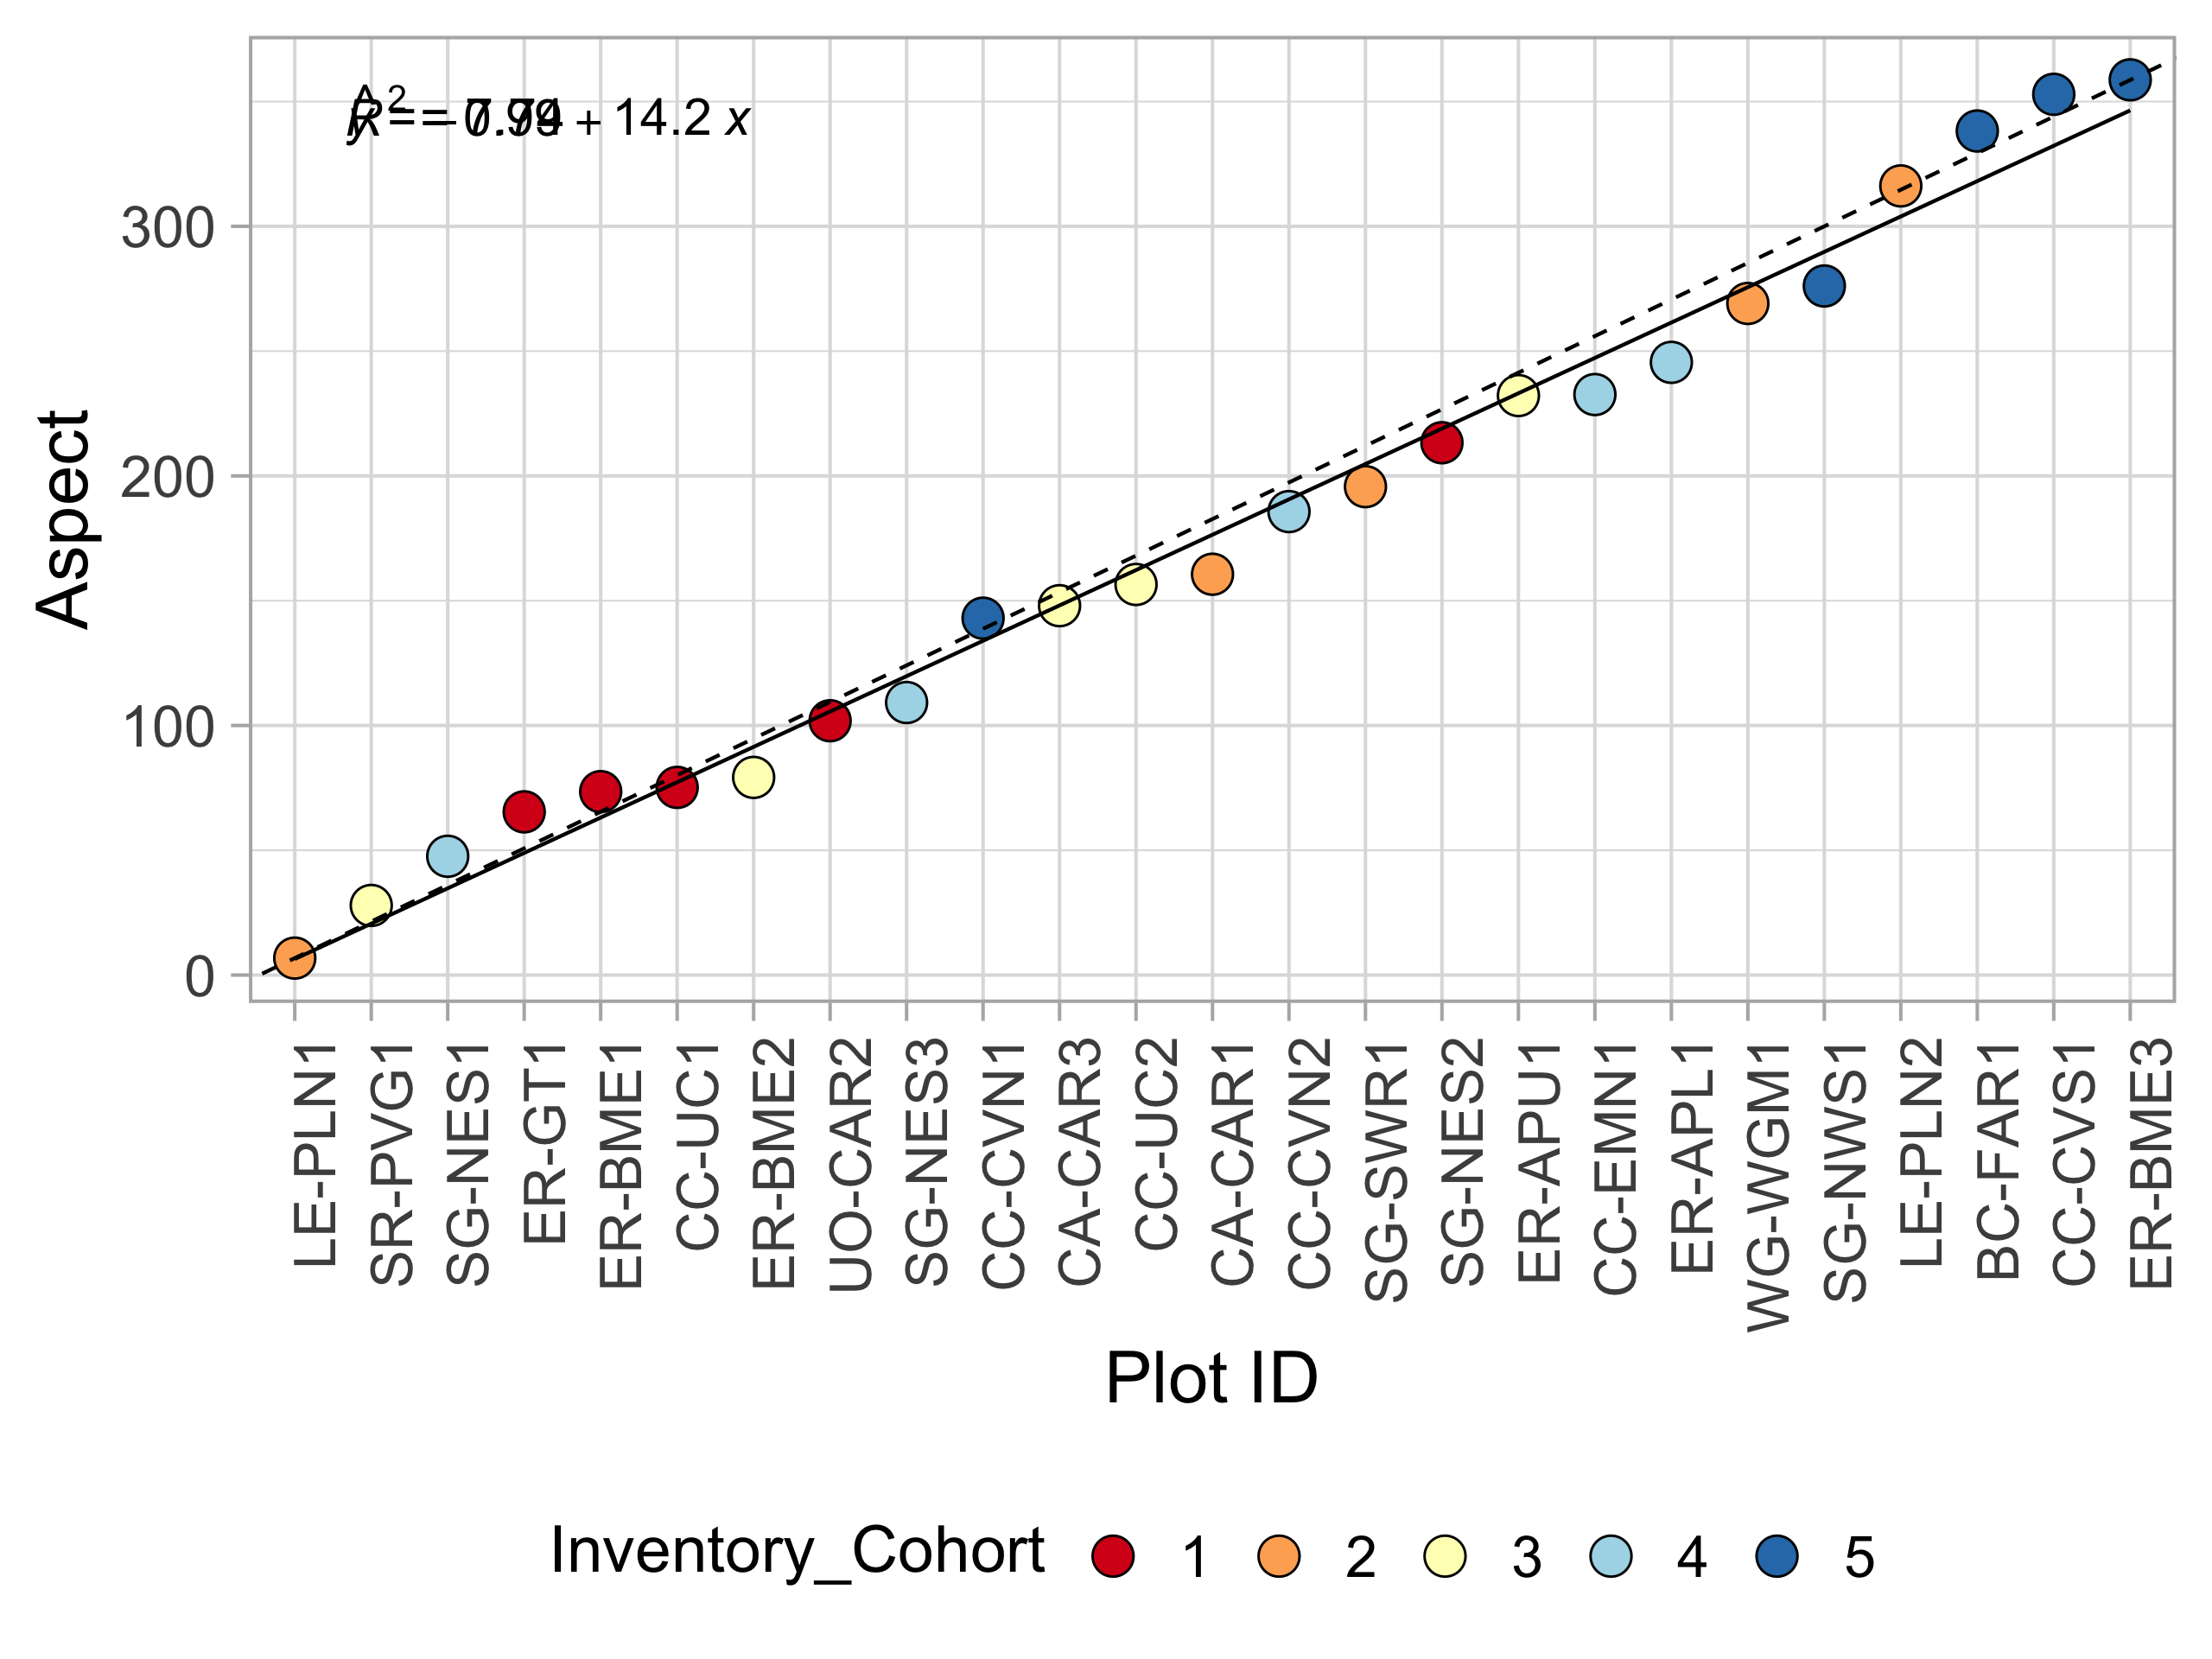 + 14.2 x
Aspect
300
200
100
0
LE-PLN1
SR-PVG1
SG-NES1
ER-GT1
ER-BME1
CC-UC1
ER-BME2
UO-CAR2
SG-NES3
CC-CVN1
CA-CAR3
CC-UC2
CA-CAR1
CC-CVN2
SG-SWR1
SG-NES2
ER-APU1
CC-EMN1
ER-APL1
WG-WGM1
SG-NWS1
LE-PLN2
BC-FAR1
CC-CVS1
ER-BME3
Plot ID
Inventory_Cohort 1 2 3 4 5